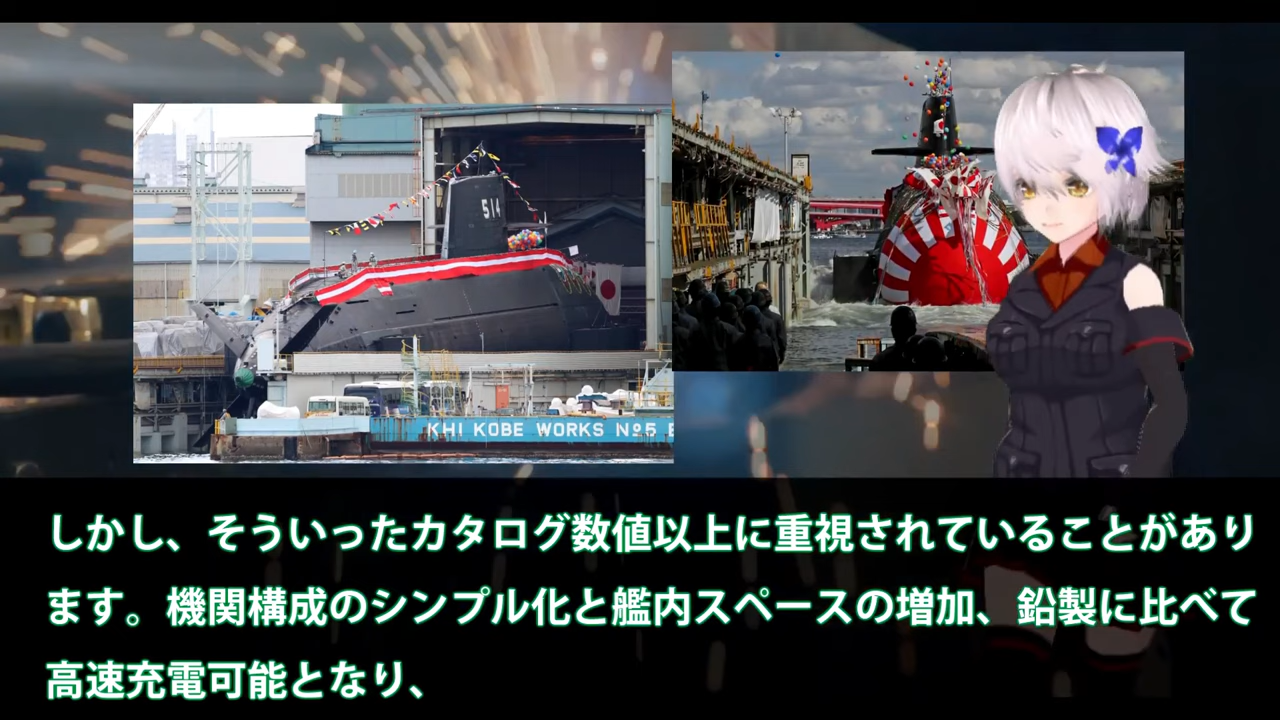 514
KHI KOBE WORKS No5
しかし、そういったカタログ数値以上に重視されていることがあり
ます。機関構成のシンプル化と艦内スペースの増加、鉛製に比べて
高速充電可能となり、